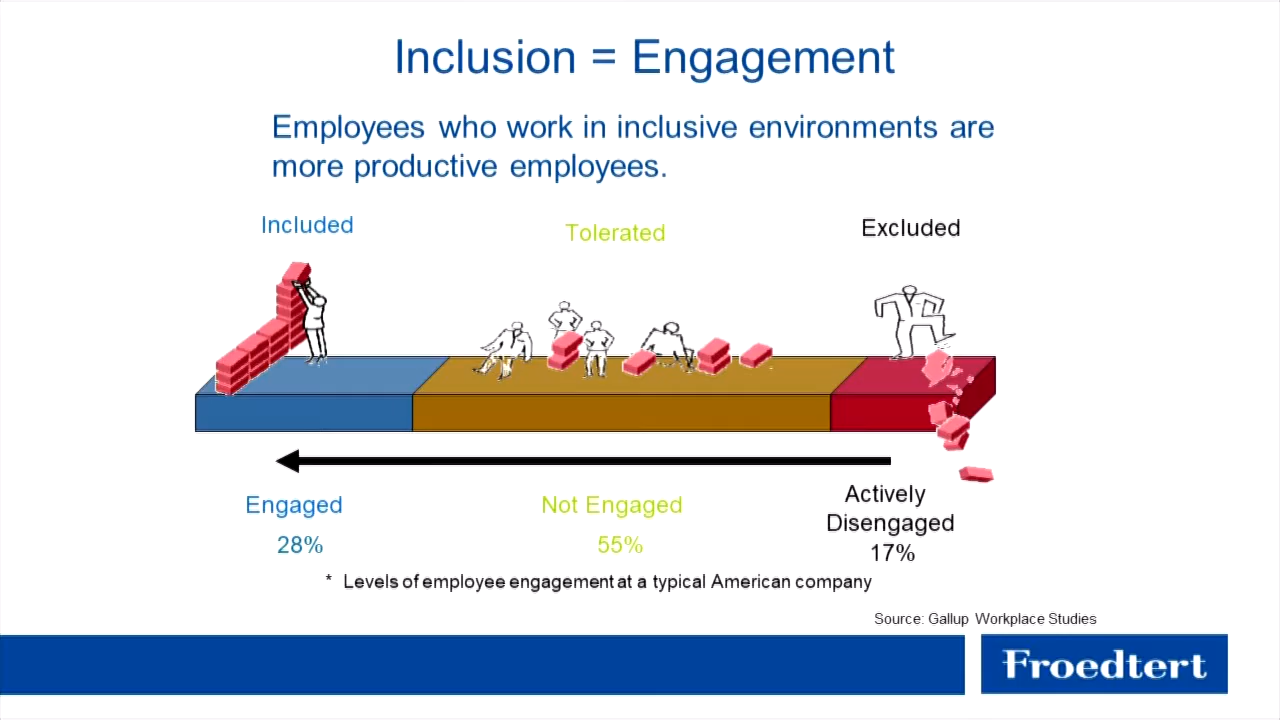 Inclusion = Engagement
Employees who work in inclusive environments are
more productive employees.
Included
Tolerated
Excluded
Engaged
28%
Not Engaged
55%
Actively
Disengaged
17%
* Levels of employee engagement at a typical American company
Source: Gallup Workplace Studies
Froedtert